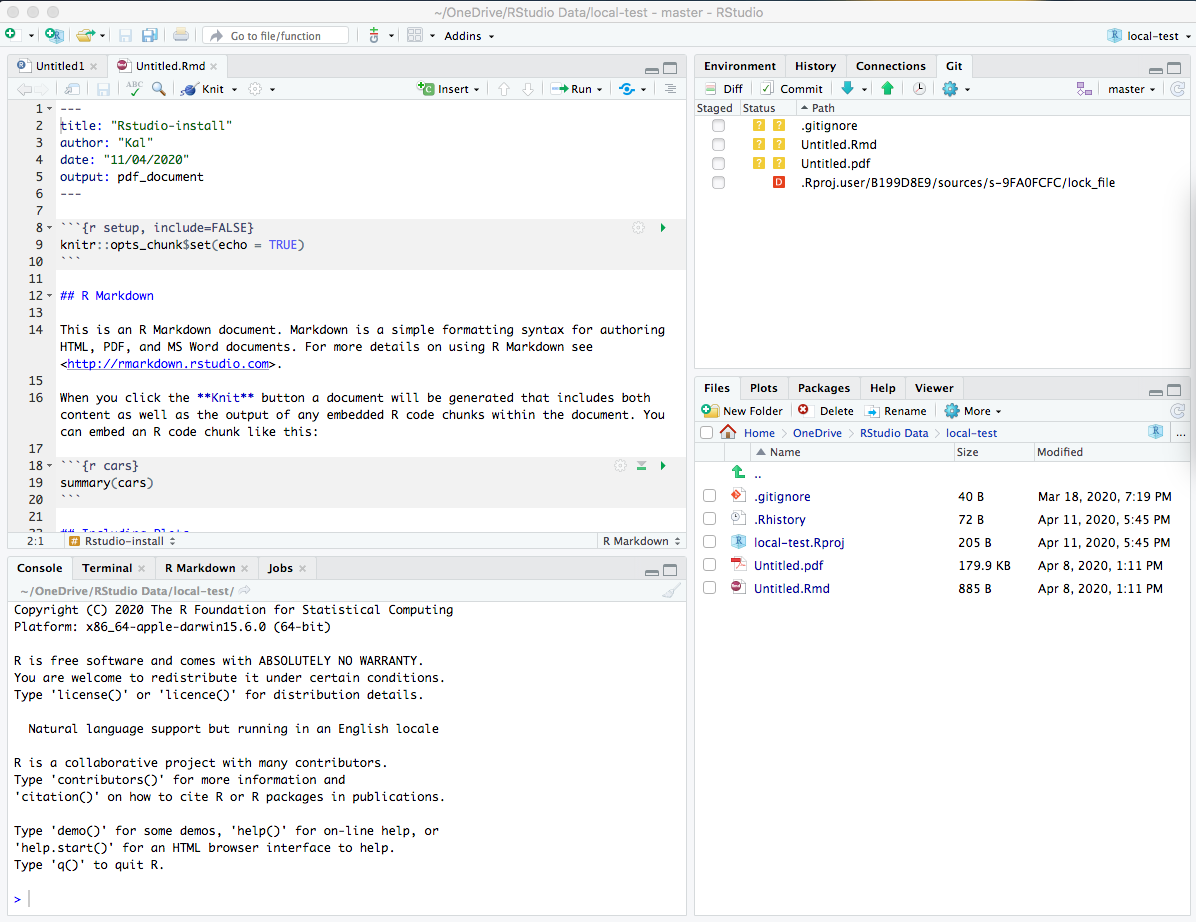 ~/OneDrive/RStudio Data/local-test - master - RStudio
Go to file/function
Addins
local-test
Untitled1
Untitled.Rmd
ABC
Knit
Insert
Run
1 ---
2 title: "Rstudio-install"
3 author: "Kal"
4 date: "11/04/2020"
5 output: pdf_document
6 ---
7
8 ```{r setup, include=FALSE}
9 knitr::opts_chunk$set(echo = TRUE)
10 ```
11
12 ## R Markdown
13
14 This is an R Markdown document. Markdown is a simple formatting syntax for authoring
HTML, PDF, and MS Word documents. For more details on using R Markdown see
<http://rmarkdown.rstudio.com>.
15
16 When you click the **Knit** button a document will be generated that includes both
content as well as the output of any embedded R code chunks within the document. You
can embed an R code chunk like this:
17
18 ```{r cars}
19 summary(cars)
20 ```
21
22 ## Including Plots
2:1 # Rstudio-install R Markdown
Console Terminal R Markdown Jobs
~/OneDrive/RStudio Data/local-test/
Copyright (C) 2020 The R Foundation for Statistical Computing
Platform: x86_64-apple-darwin15.6.0 (64-bit)
R is free software and comes with ABSOLUTELY NO WARRANTY.
You are welcome to redistribute it under certain conditions.
Type 'license()' or 'licence()' for distribution details.
Natural language support but running in an English locale
R is a collaborative project with many contributors.
Type 'contributors()' for more information and
'citation()' on how to cite R or R packages in publications.
Type 'demo()' for some demos, 'help()' for on-line help, or
'help.start()' for an HTML browser interface to help.
Type 'q()' to quit R.
>
Environment History Connections Git
Diff Commit master
Staged Status Path
? ? .gitignore
? ? Untitled.Rmd
? ? Untitled.pdf
D .Rproj.user/B199D8E9/sources/s-9FA0FCFC/lock_file
Files Plots Packages Help Viewer
New Folder Delete Rename More
Home OneDrive RStudio Data local-test R ...
Name Size Modified
..
.gitignore 40 B Mar 18, 2020, 7:19 PM
.Rhistory 72 B Apr 11, 2020, 5:45 PM
local-test.Rproj 205 B Apr 11, 2020, 5:45 PM
Untitled.pdf 179.9 KB Apr 8, 2020, 1:11 PM
Untitled.Rmd 885 B Apr 8, 2020, 1:11 PM